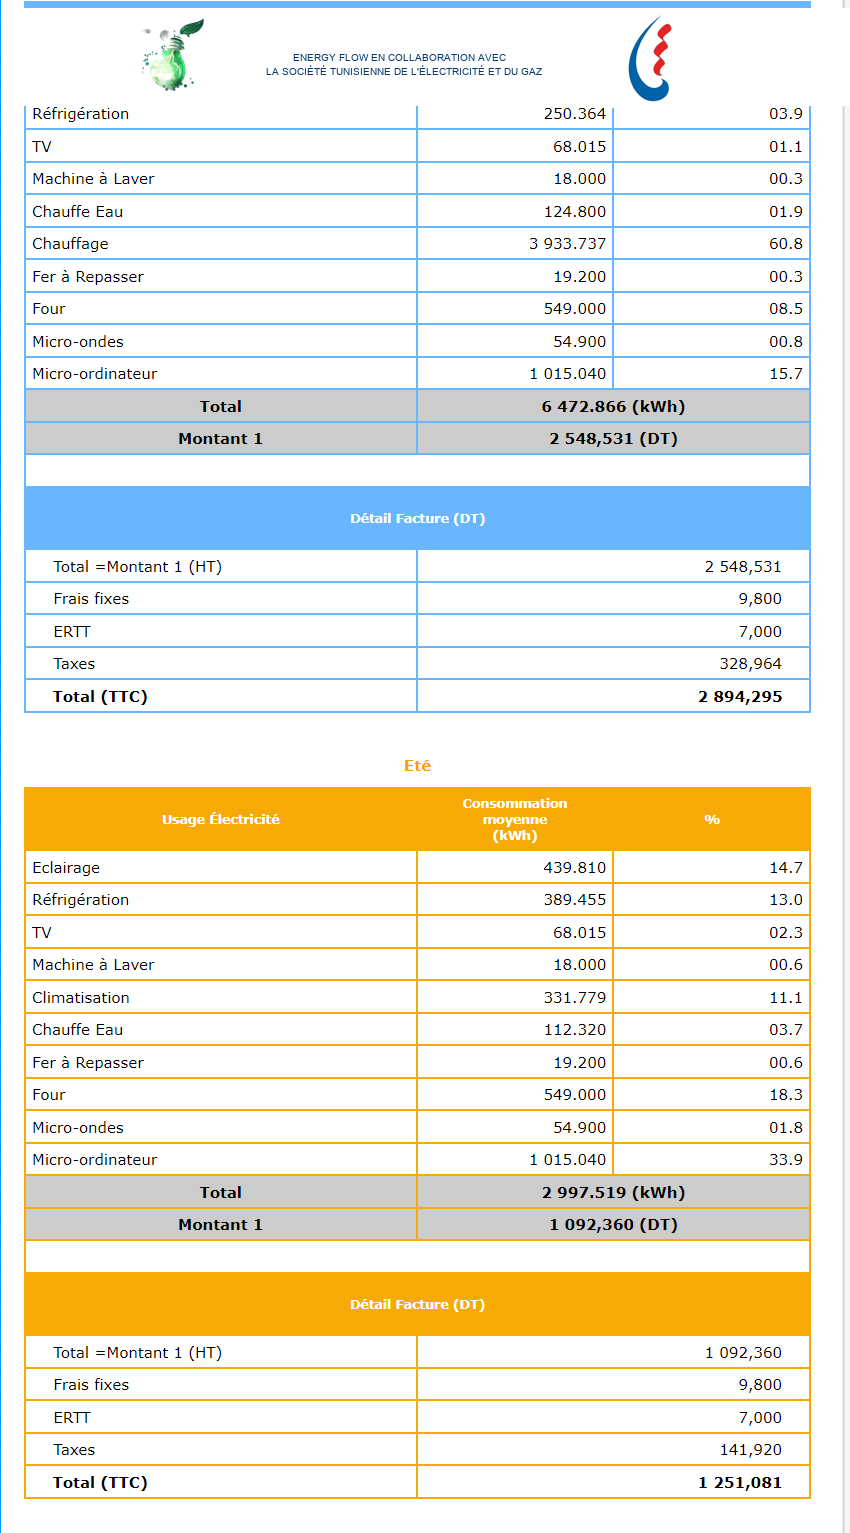 ENERGY FLOW EN COLLABORATION AVEC
LA SOCIÉTÉ TUNISIENNE DE L'ÉLECTRICITÉ ET DU GAZ
Réfrigération 250.364 03.9
TV 68.015 01.1
Machine à Laver 18.000 00.3
Chauffe Eau 124.800 01.9
Chauffage 3 933.737 60.8
Fer à Repasser 19.200 00.3
Four 549.000 08.5
Micro-ondes 54.900 00.8
Micro-ordinateur 1 015.040 15.7
Total 6 472.866 (kWh)
Montant 1 2 548,531 (DT)
Détail Facture (DT)
Total =Montant 1 (HT) 2 548,531
Frais fixes 9,800
ERTT 7,000
Taxes 328,964
Total (TTC) 2 894,295
Eté
Usage Électricité Consommation moyenne (kWh) %
Eclairage 439.810 14.7
Réfrigération 389.455 13.0
TV 68.015 02.3
Machine à Laver 18.000 00.6
Climatisation 331.779 11.1
Chauffe Eau 112.320 03.7
Fer à Repasser 19.200 00.6
Four 549.000 18.3
Micro-ondes 54.900 01.8
Micro-ordinateur 1 015.040 33.9
Total 2 997.519 (kWh)
Montant 1 1 092,360 (DT)
Détail Facture (DT)
Total =Montant 1 (HT) 1 092,360
Frais fixes 9,800
ERTT 7,000
Taxes 141,920
Total (TTC) 1 251,081